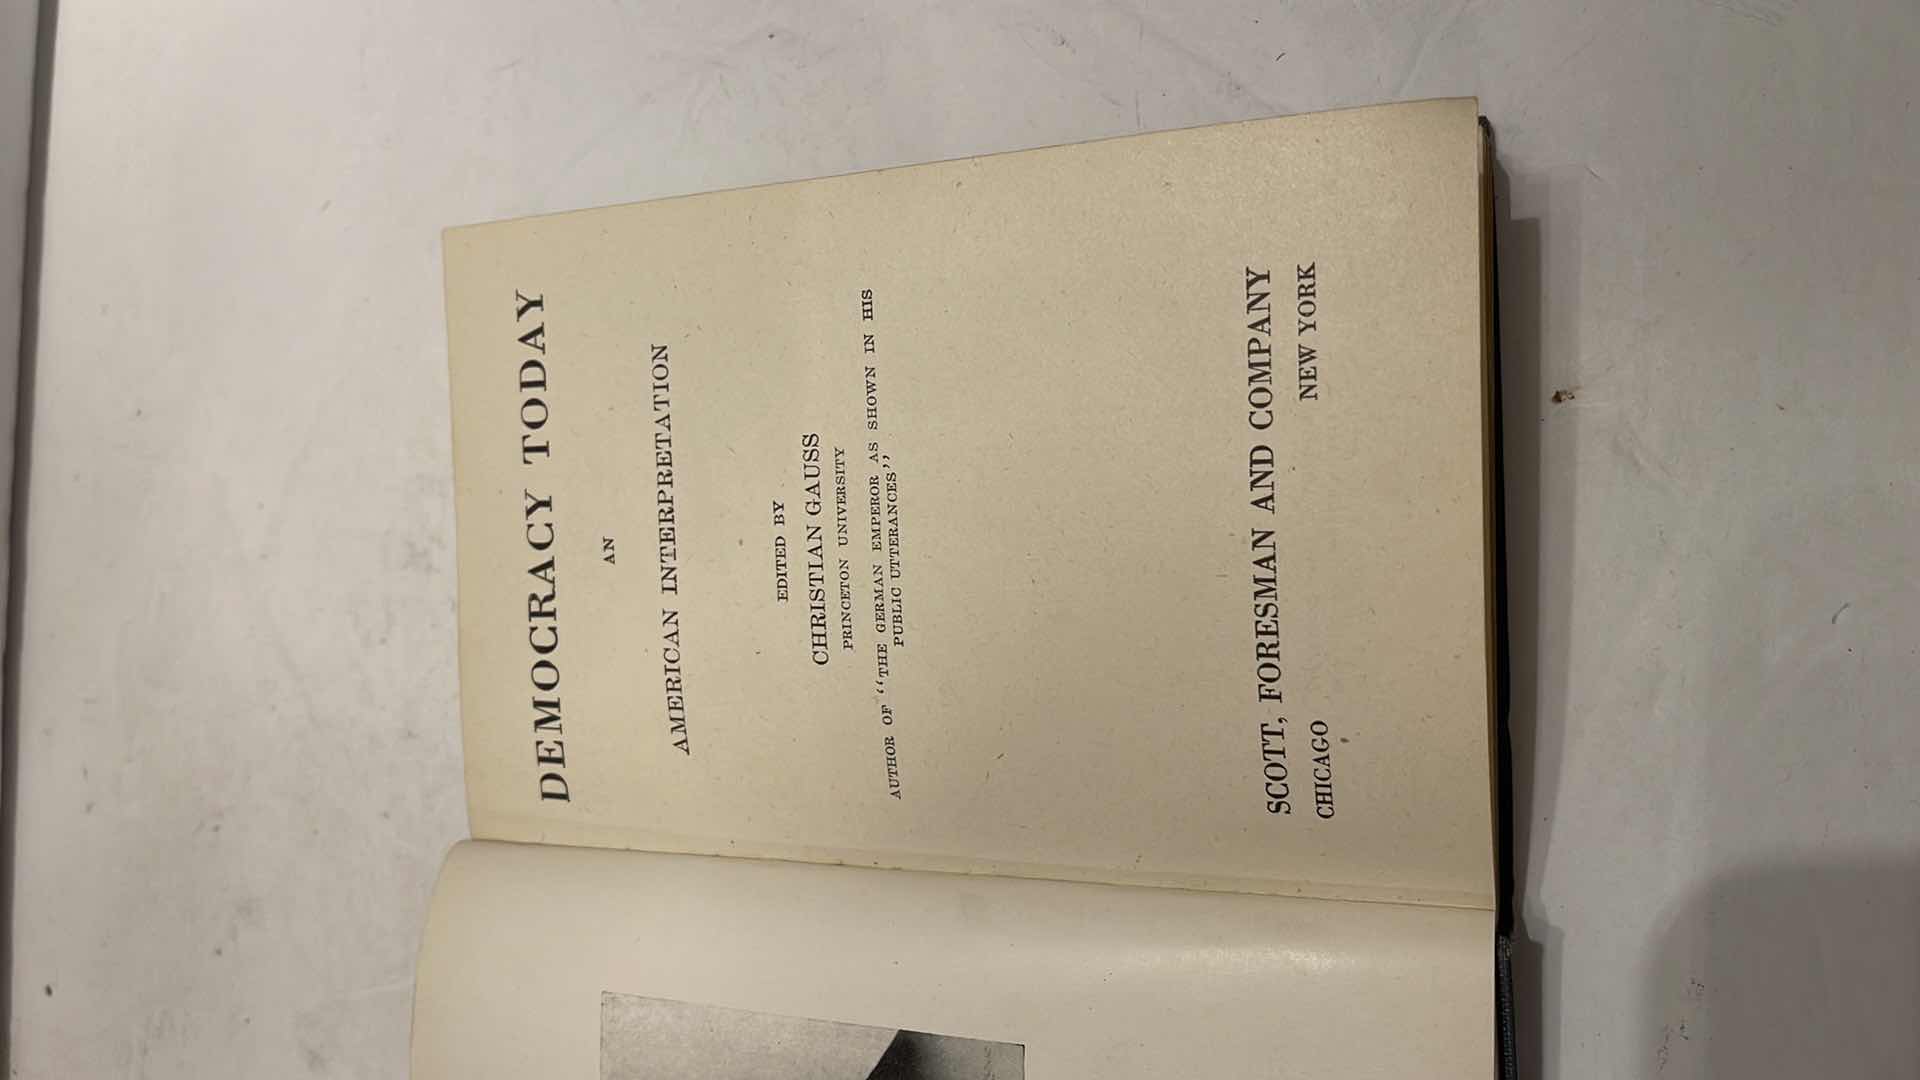 DEMOCRACY TODAY
AN
AMERICAN INTERPRETATION
EDITED BY
CHRISTIAN GAUSS
PRINCETON UNIVERSITY
AUTHOR OF "THE GERMAN EMPEROR AS SHOWN IN HIS
PUBLIC UTTERANCES"
SCOTT, FORESMAN AND COMPANY
CHICAGO NEW YORK